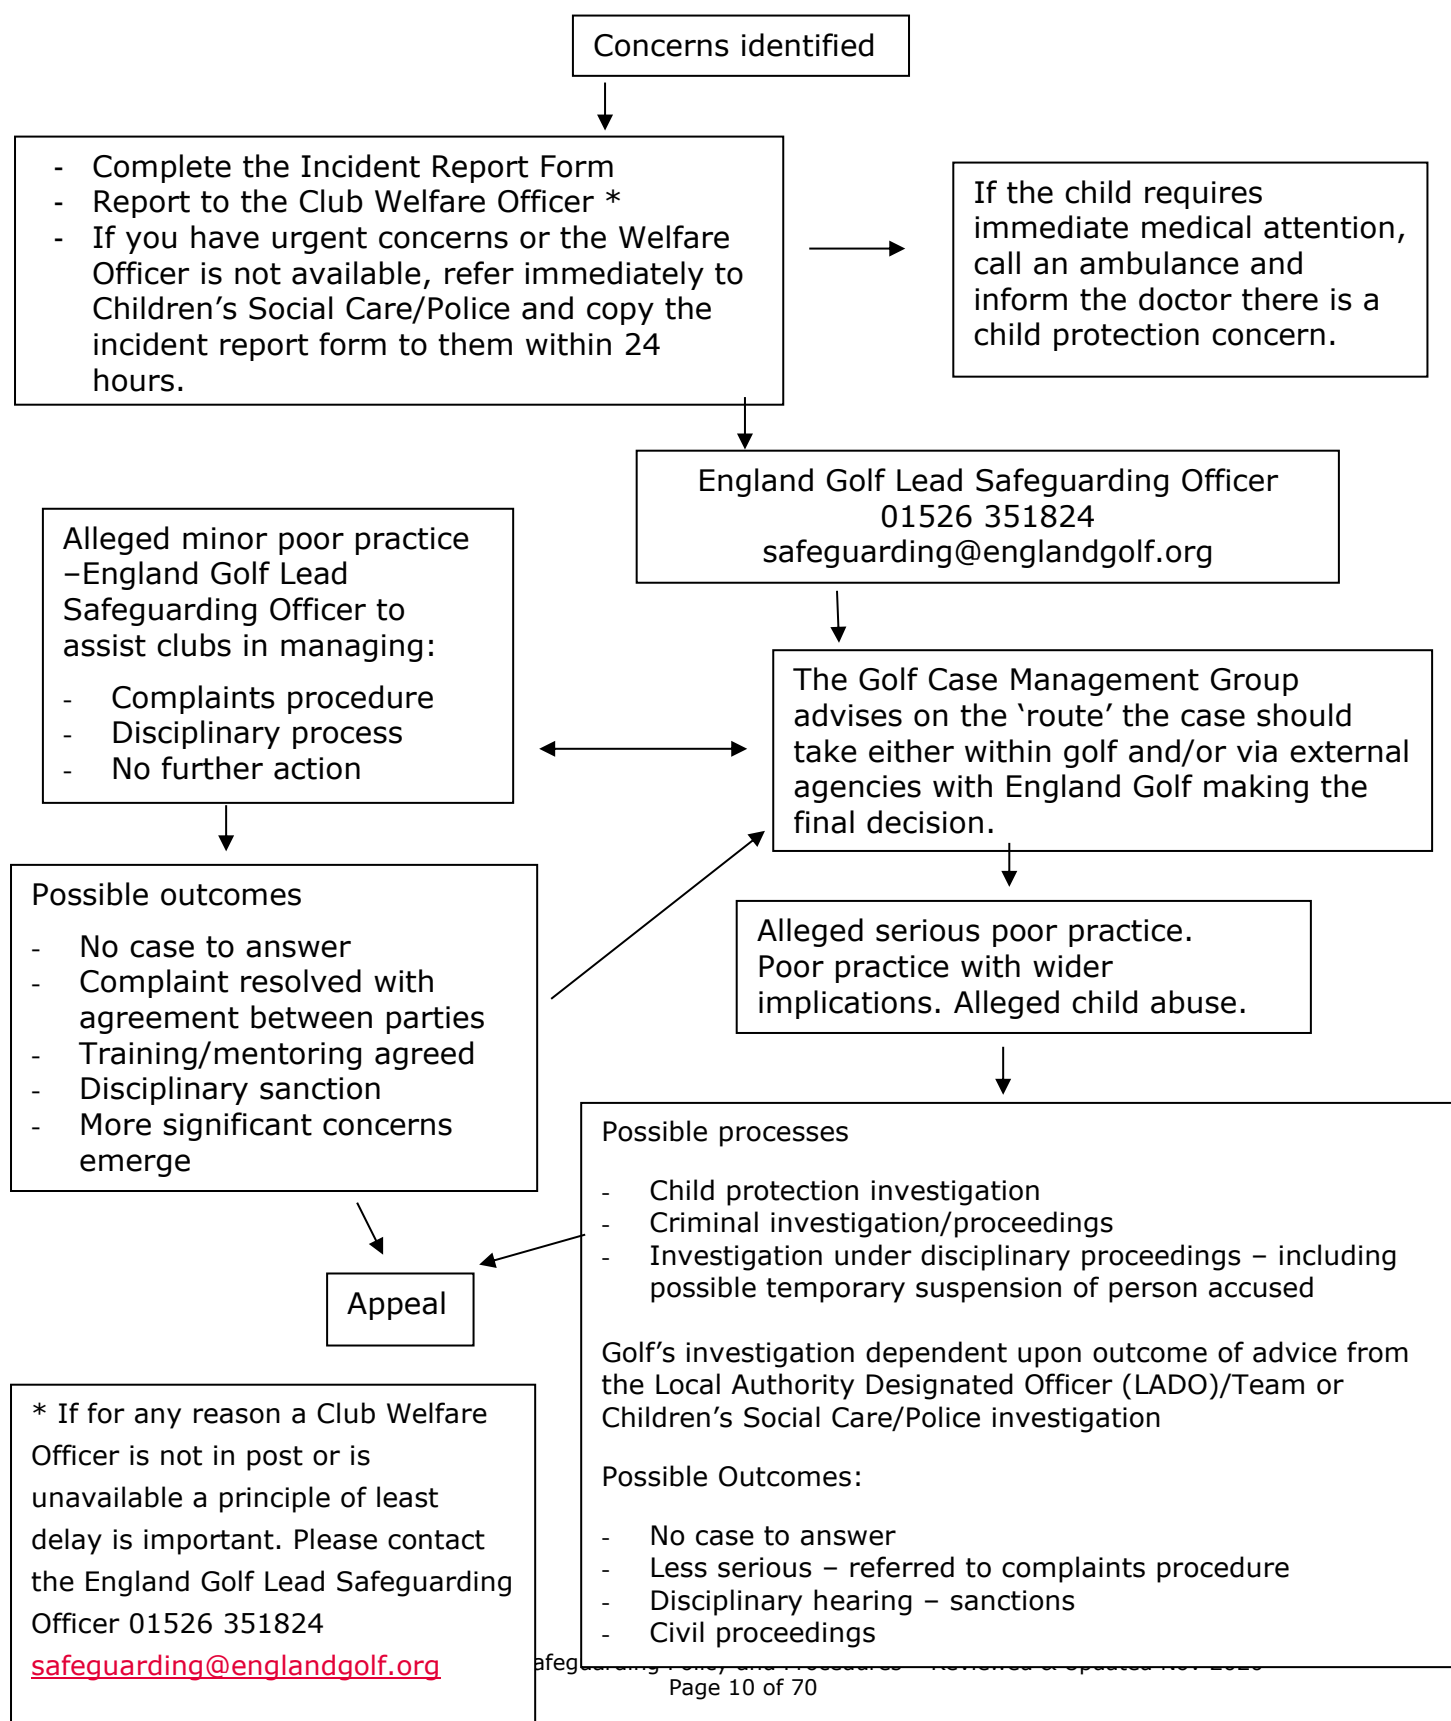 Concerns identified
- Complete the Incident Report Form
- Report to the Club Welfare Officer *
- If you have urgent concerns or the Welfare
Officer is not available, refer immediately to
Children’s Social Care/Police and copy the
incident report form to them within 24
hours.
If the child requires
immediate medical attention,
call an ambulance and
inform the doctor there is a
child protection concern.
England Golf Lead Safeguarding Officer
01526 351824
safeguarding@englandgolf.org
Alleged minor poor practice
–England Golf Lead
Safeguarding Officer to
assist clubs in managing:
- Complaints procedure
- Disciplinary process
- No further action
The Golf Case Management Group
advises on the ‘route’ the case should
take either within golf and/or via external
agencies with England Golf making the
final decision.
Possible outcomes
- No case to answer
- Complaint resolved with
agreement between parties
- Training/mentoring agreed
- Disciplinary sanction
- More significant concerns
emerge
Alleged serious poor practice.
Poor practice with wider
implications. Alleged child abuse.
Possible processes
- Child protection investigation
- Criminal investigation/proceedings
- Investigation under disciplinary proceedings – including
possible temporary suspension of person accused
Golf’s investigation dependent upon outcome of advice from
the Local Authority Designated Officer (LADO)/Team or
Children’s Social Care/Police investigation
Possible Outcomes:
- No case to answer
- Less serious – referred to complaints procedure
- Disciplinary hearing – sanctions
- Civil proceedings
Appeal
* If for any reason a Club Welfare
Officer is not in post or is
unavailable a principle of least
delay is important. Please contact
the England Golf Lead Safeguarding
Officer 01526 351824
safeguarding@englandgolf.org
Page 10 of 70